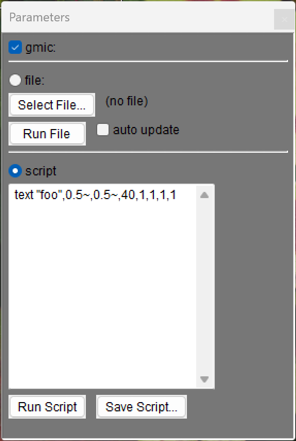 Parameters
gmic:
file:
Select File... (no file)
Run File auto update
script
text "foo",0.5~,0.5~,40,1,1,1,1
Run Script Save Script...